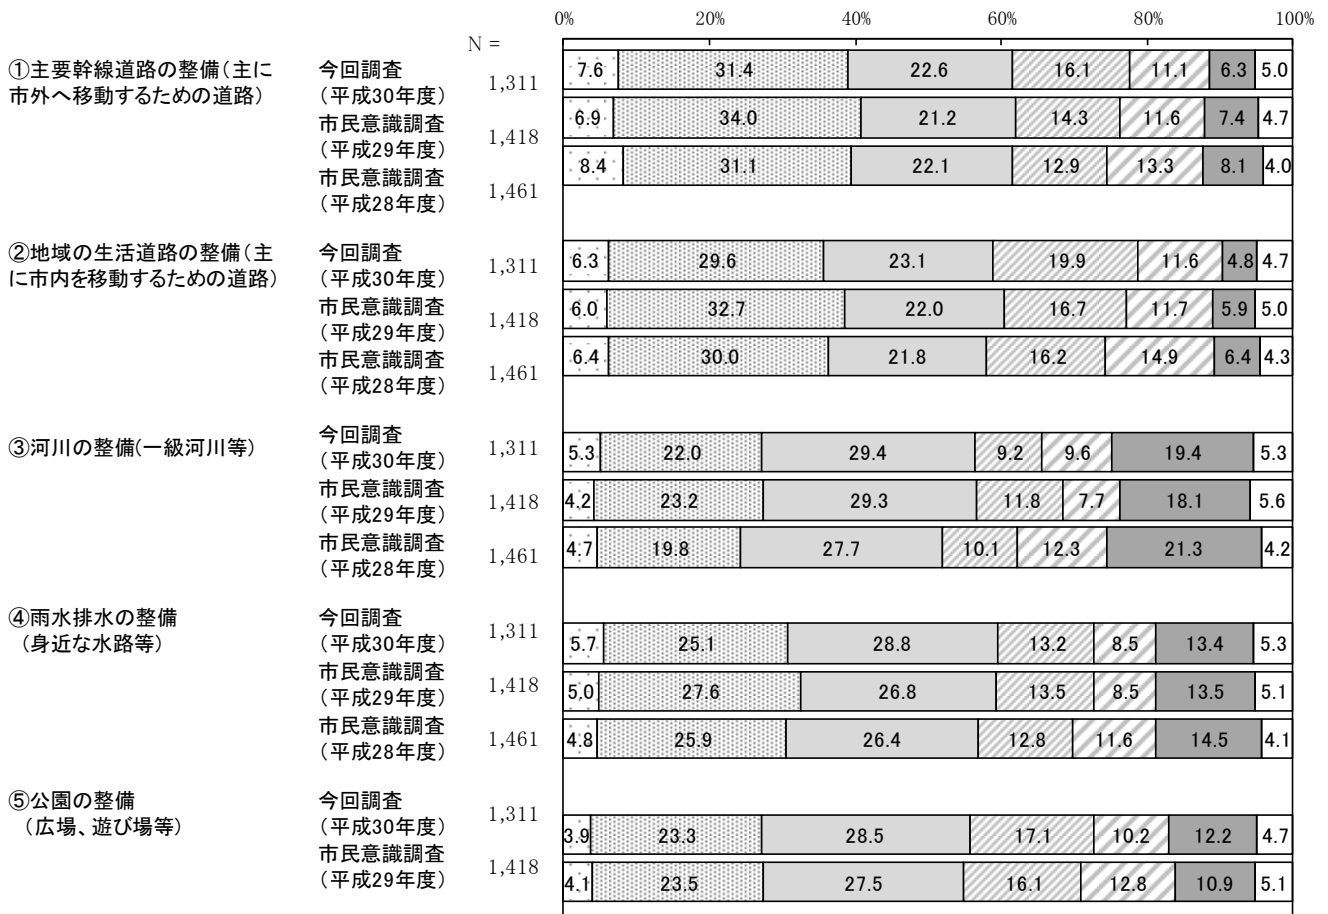 0% 20% 40% 60% 80% 100%
N =
①主要幹線道路の整備(主に
市外へ移動するための道路)
今回調査
(平成30年度)
1,311
7.6 31.4 22.6 16.1 11.1 6.3 5.0
市民意識調査
(平成29年度)
1,418
6.9 34.0 21.2 14.3 11.6 7.4 4.7
市民意識調査
(平成28年度)
1,461
8.4 31.1 22.1 12.9 13.3 8.1 4.0
②地域の生活道路の整備(主
に市内を移動するための道路)
今回調査
(平成30年度)
1,311
6.3 29.6 23.1 19.9 11.6 4.8 4.7
市民意識調査
(平成29年度)
1,418
6.0 32.7 22.0 16.7 11.7 5.9 5.0
市民意識調査
(平成28年度)
1,461
6.4 30.0 21.8 16.2 14.9 6.4 4.3
③河川の整備(一級河川等)
今回調査
(平成30年度)
1,311
5.3 22.0 29.4 9.2 9.6 19.4 5.3
市民意識調査
(平成29年度)
1,418
4.2 23.2 29.3 11.8 7.7 18.1 5.6
市民意識調査
(平成28年度)
1,461
4.7 19.8 27.7 10.1 12.3 21.3 4.2
④雨水排水の整備
(身近な水路等)
今回調査
(平成30年度)
1,311
5.7 25.1 28.8 13.2 8.5 13.4 5.3
市民意識調査
(平成29年度)
1,418
5.0 27.6 26.8 13.5 8.5 13.5 5.1
市民意識調査
(平成28年度)
1,461
4.8 25.9 26.4 12.8 11.6 14.5 4.1
⑤公園の整備
(広場、遊び場等)
今回調査
(平成30年度)
1,311
3.9 23.3 28.5 17.1 10.2 12.2 4.7
市民意識調査
(平成29年度)
1,418
4.1 23.5 27.5 16.1 12.8 10.9 5.1